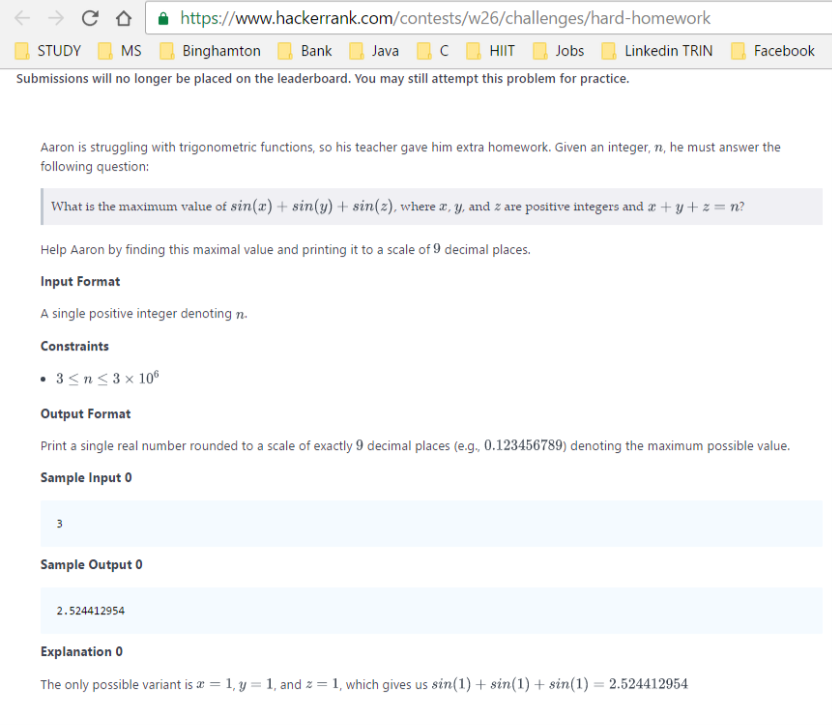 https://www.hackerrank.com/contests/w26/challenges/hard-homework
STUDY MS Binghamton Bank Java C HIIT Jobs Linkedin TRIN Facebook
Submissions will no longer be placed on the leaderboard. You may still attempt this problem for practice.
Aaron is struggling with trigonometric functions, so his teacher gave him extra homework. Given an integer, n, he must answer the
following question:
What is the maximum value of sin(x) + sin(y) + sin(z), where x, y, and z are positive integers and x + y + z = n?
Help Aaron by finding this maximal value and printing it to a scale of 9 decimal places.
Input Format
A single positive integer denoting n.
Constraints
• 3 ≤ n ≤ 3 × 10⁶
Output Format
Print a single real number rounded to a scale of exactly 9 decimal places (e.g., 0.123456789) denoting the maximum possible value.
Sample Input 0
3
Sample Output 0
2.524412954
Explanation 0
The only possible variant is x = 1, y = 1, and z = 1, which gives us sin(1) + sin(1) + sin(1) = 2.524412954